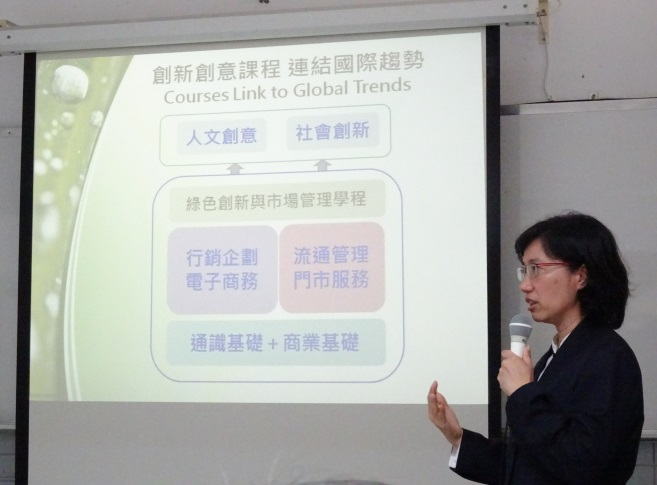 創新創意課程 連結國際趨勢
Courses Link to Global Trends
人文創意
社會創新
綠色創新與市場管理學程
行銷企劃
電子商務
流通管理
門市服務
通識基礎 + 商業基礎